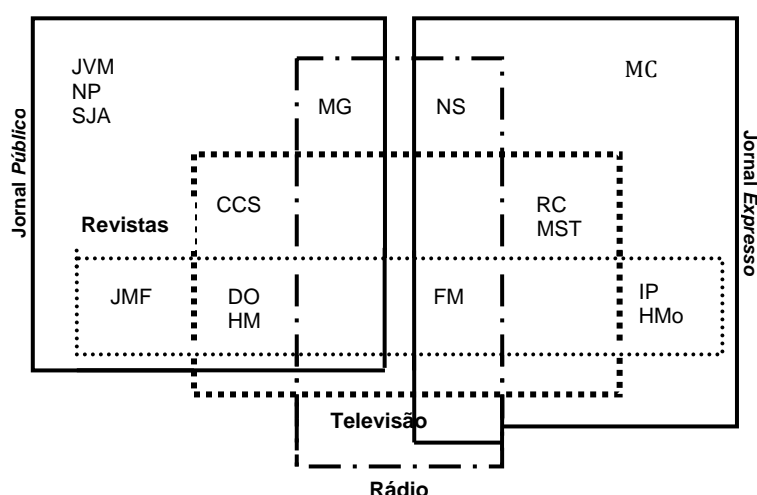 JVM
NP
SJA
MG
NS
MC
Jornal Público
Jornal Expresso
CCS
RC
MST
Revistas
JMF
DO
HM
FM
IP
HMo
Televisão
Rádio